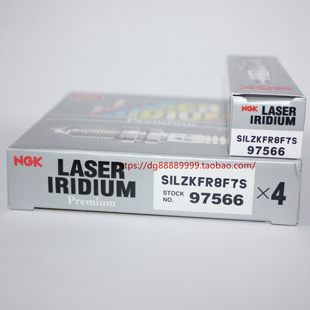 NGK
LASER
IRIDIUM
SILZKFR8F7S
97566
NGK
LASER
IRIDIUM
Premium
SILZKFR8F7S
STOCK
NO.
97566
×4
https://dg88889999.taobao.com/